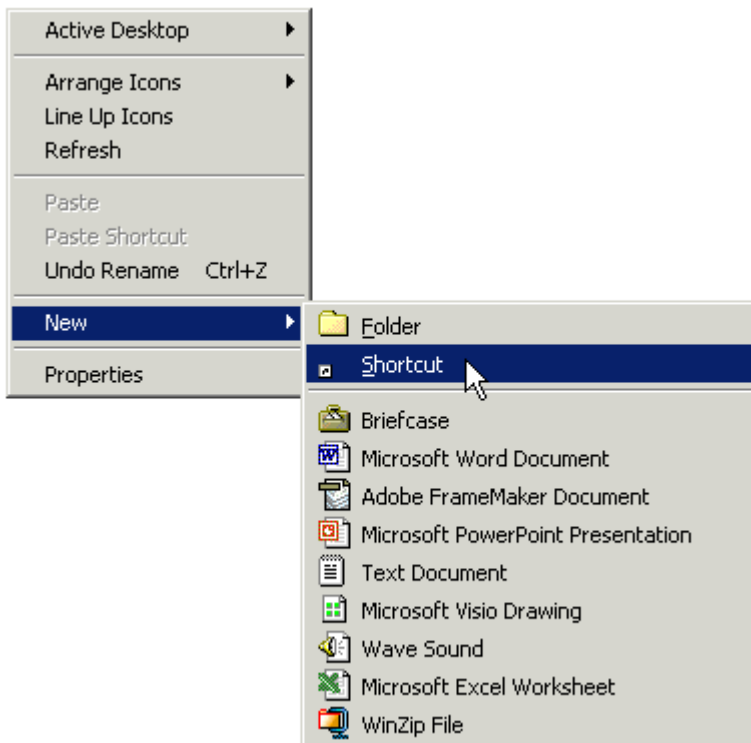 Active Desktop
Arrange Icons
Line Up Icons
Refresh
Paste
Paste Shortcut
Undo Rename Ctrl+Z
New
Properties
Folder
Shortcut
Briefcase
Microsoft Word Document
Adobe FrameMaker Document
Microsoft PowerPoint Presentation
Text Document
Microsoft Visio Drawing
Wave Sound
Microsoft Excel Worksheet
WinZip File